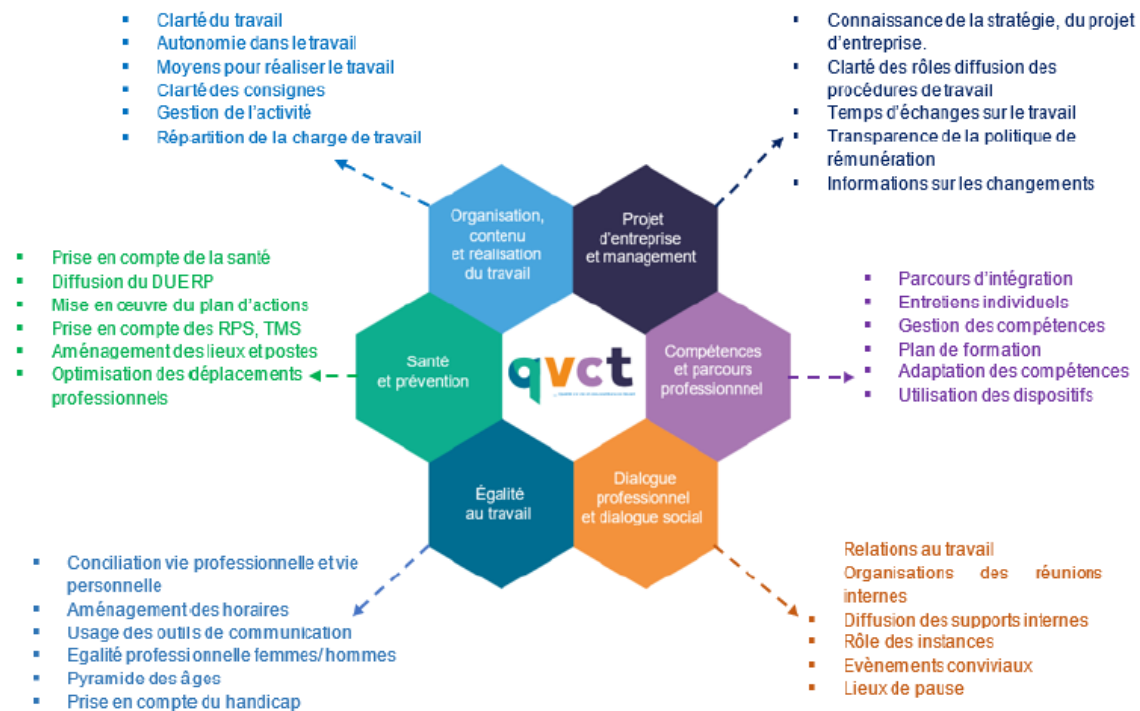 Clarté du travail
Autonomie dans le travail
Moyens pour réaliser le travail
Clarté des consignes
Gestion de l'activité
Répartition de la charge de travail
Connaissance de la stratégie, du projet
d'entreprise.
Clarté des rôles diffusion des
procédures de travail
Temps d'échanges sur le travail
Transparence de la politique de
rémunération
Informations sur les changements
Organisation,
contenu
et réalisation
du travail
Projet
d'entreprise
et management
Prise en compte de la santé
Diffusion du DUERP
Mise en œuvre du plan d'actions
Prise en compte des RPS, TMS
Aménagement des lieux et postes
Optimisation des déplacements
professionnels
Santé
et prévention
qvct
Compétences
et parcours
professionnnel
Parcours d'intégration
Entretiens individuels
Gestion des compétences
Plan de formation
Adaptation des compétences
Utilisation des dispositifs
Égalité
au travail
Dialogue
professionnel
et dialogue social
Conciliation vie professionnelle et vie
personnelle
Aménagement des horaires
Usage des outils de communication
Egalité professionnelle femmes/ hommes
Pyramide des âges
Prise en compte du handicap
Relations au travail
Organisations des réunions
internes
Diffusion des supports internes
Rôle des instances
Evènements conviviaux
Lieux de pause